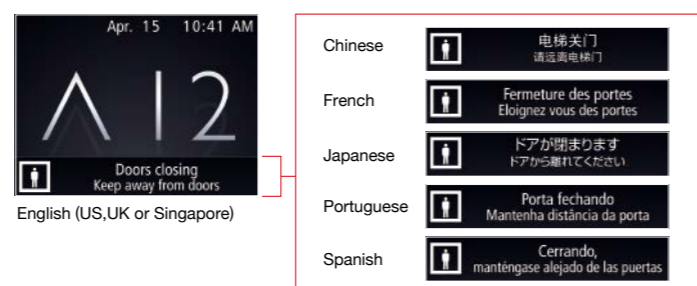 Apr. 15 10:41 AM
12
Doors closing
Keep away from doors
English (US,UK or Singapore)
Chinese
电梯关门
请远离电梯门
French
Fermeture des portes
Eloignez vous des portes
Japanese
ドアが閉まります
ドアから離れてください
Portuguese
Porta fechando
Mantenha distância da porta
Spanish
Cerrando,
manténgase alejado de las puertas